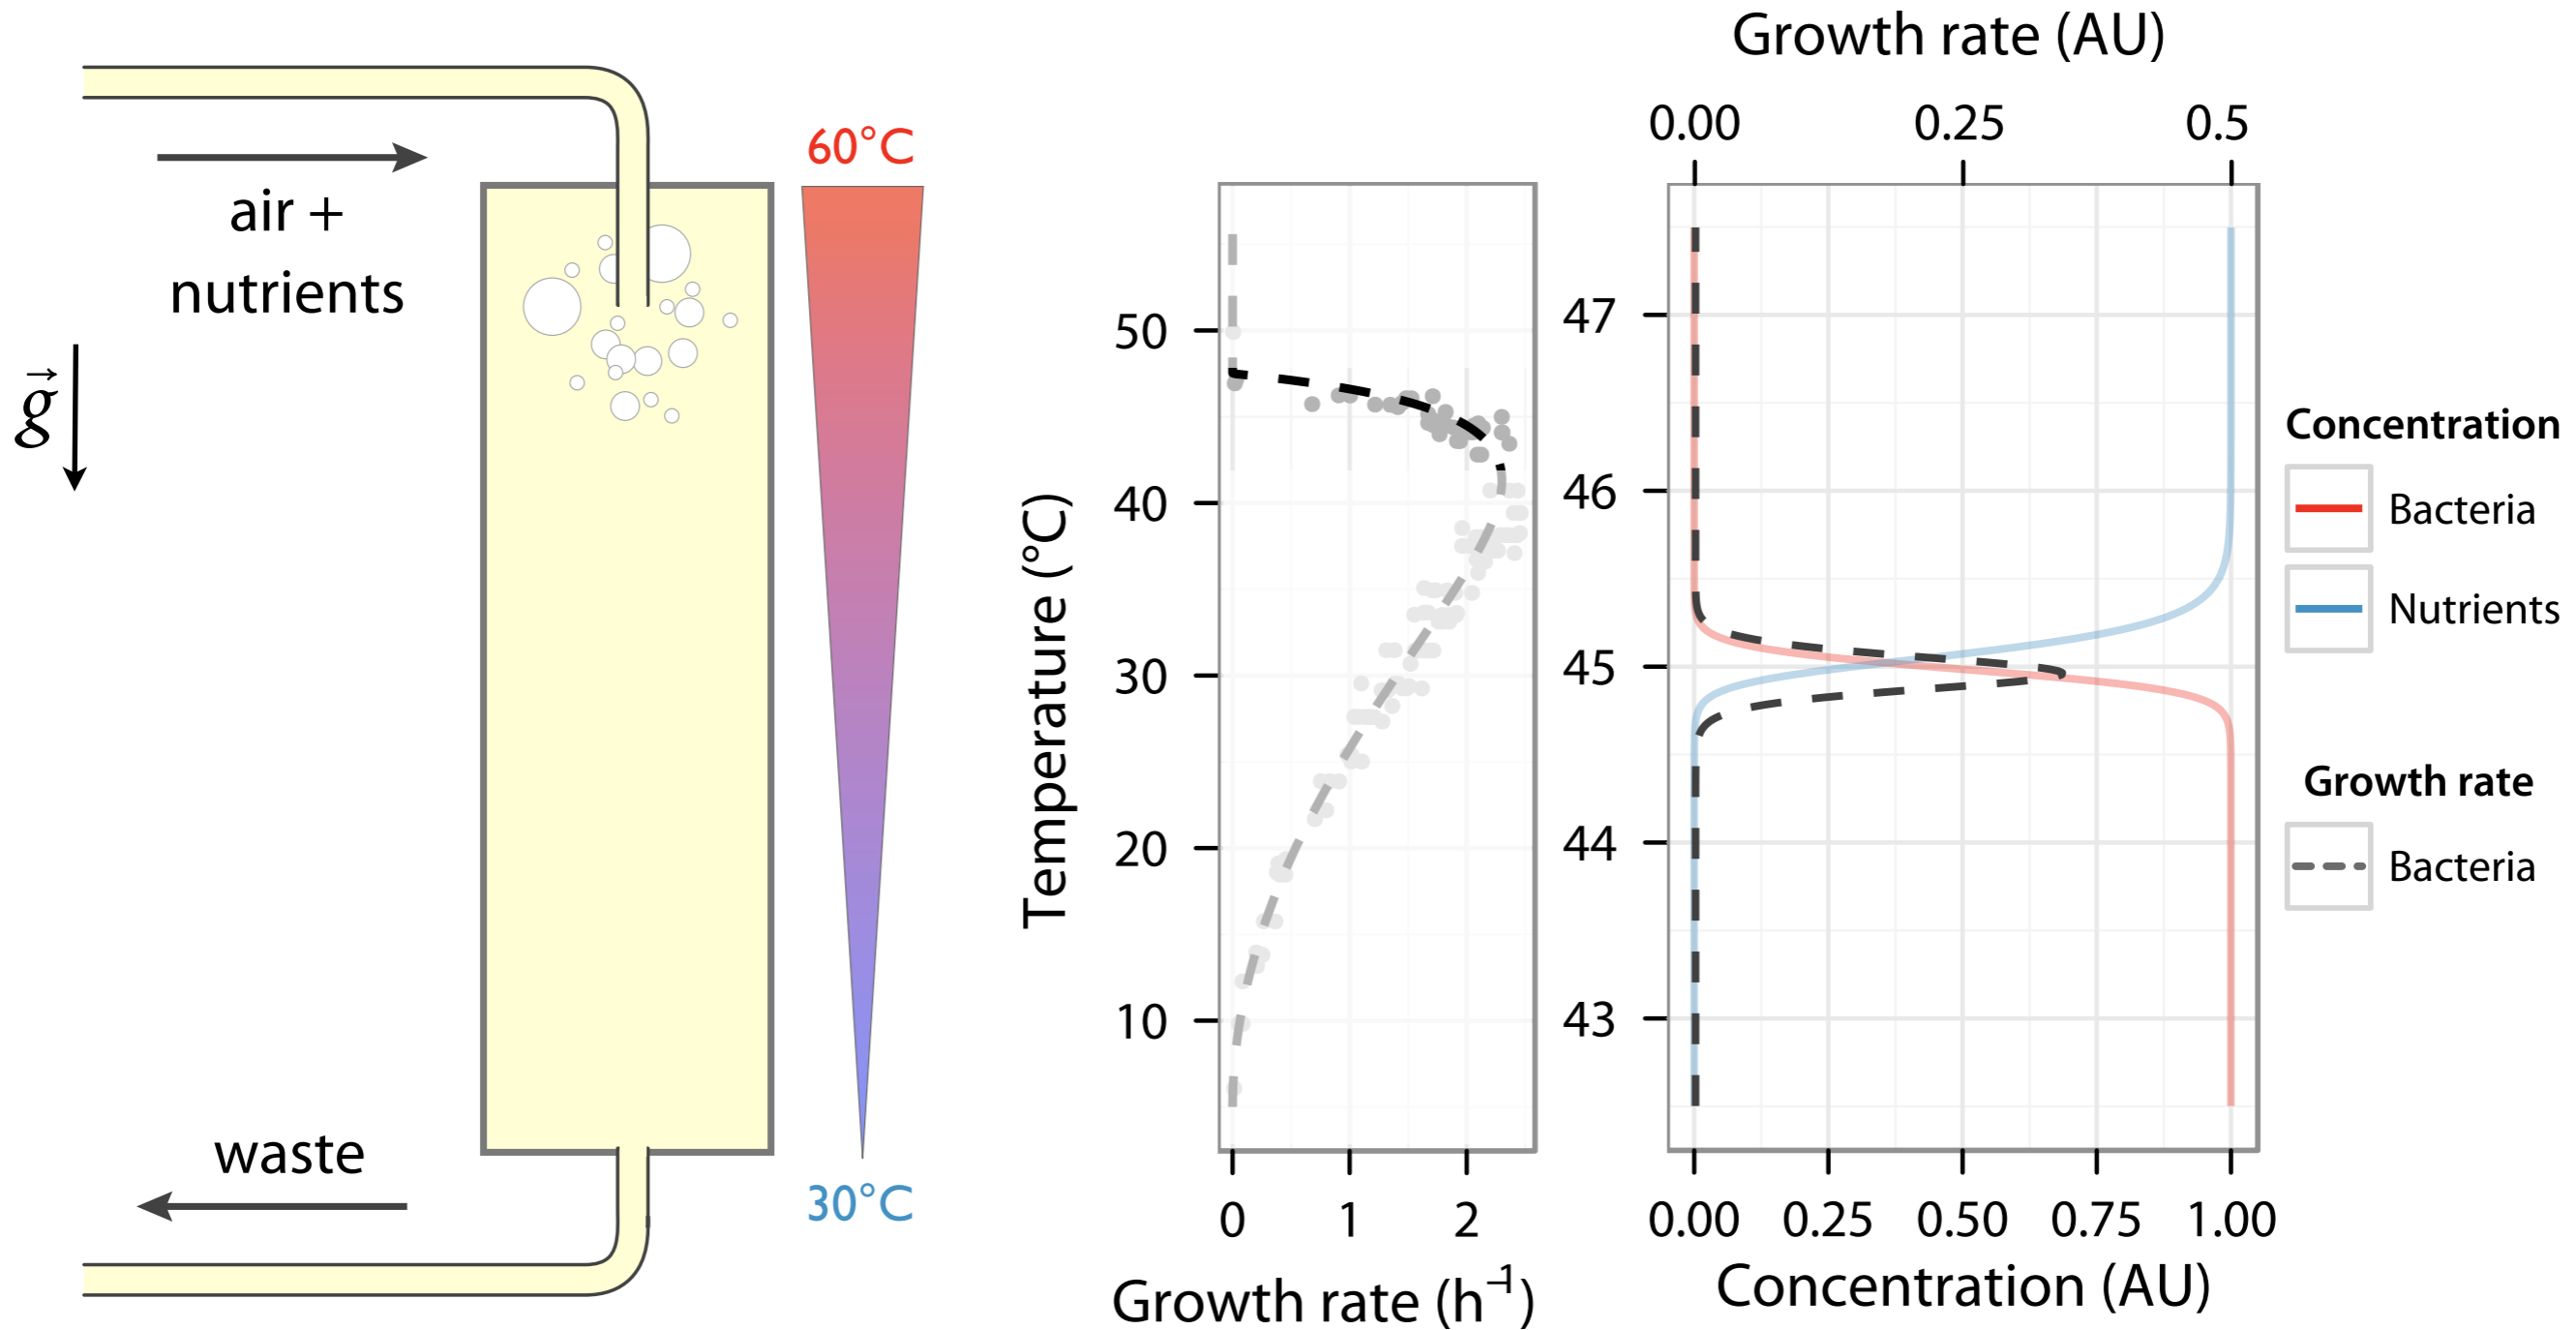 air +
nutrients
g
waste
60°C
30°C
Temperature (°C)
50
40
30
20
10
0 1 2
Growth rate (h⁻¹)
Growth rate (AU)
0.00 0.25 0.5
47
46
45
44
43
0.00 0.25 0.50 0.75 1.00
Concentration (AU)
Concentration
Bacteria
Nutrients
Growth rate
Bacteria